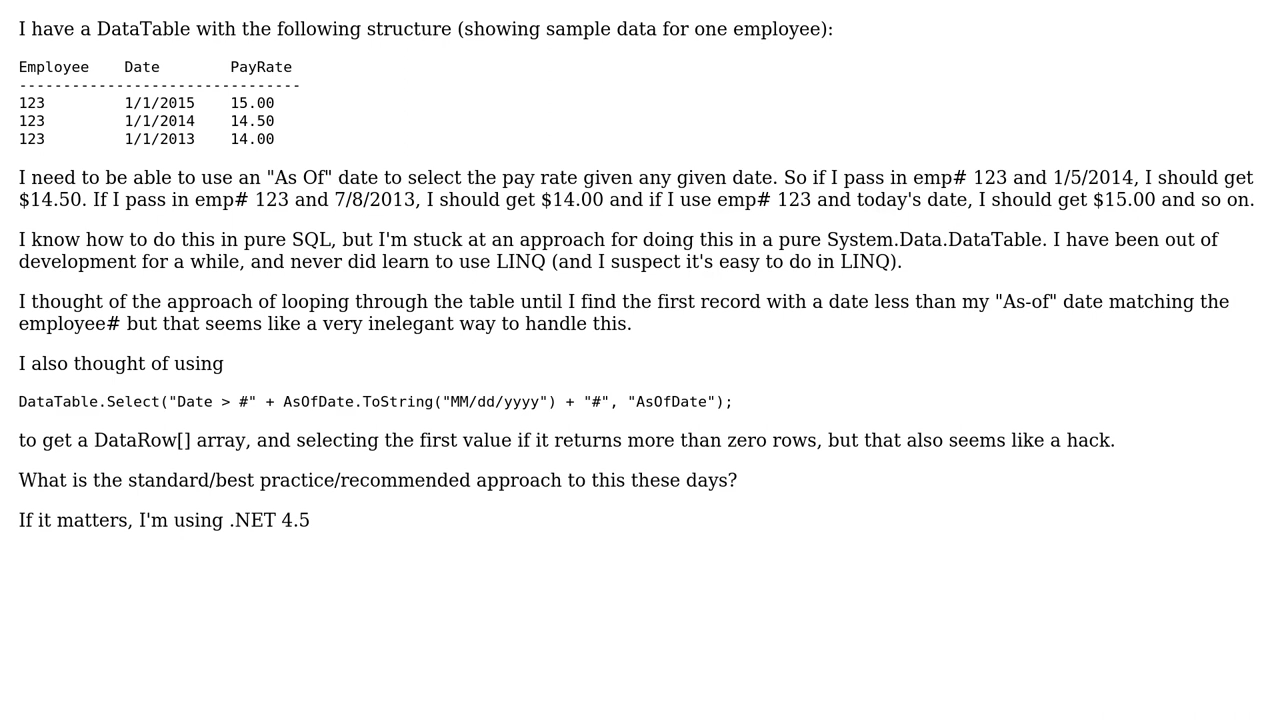 I have a DataTable with the following structure (showing sample data for one employee):
Employee    Date        PayRate
--------------------------------
123         1/1/2015    15.00
123         1/1/2014    14.50
123         1/1/2013    14.00
I need to be able to use an "As Of" date to select the pay rate given any given date. So if I pass in emp# 123 and 1/5/2014, I should get
$14.50. If I pass in emp# 123 and 7/8/2013, I should get $14.00 and if I use emp# 123 and today's date, I should get $15.00 and so on.
I know how to do this in pure SQL, but I'm stuck at an approach for doing this in a pure System.Data.DataTable. I have been out of
development for a while, and never did learn to use LINQ (and I suspect it's easy to do in LINQ).
I thought of the approach of looping through the table until I find the first record with a date less than my "As-of" date matching the
employee# but that seems like a very inelegant way to handle this.
I also thought of using
DataTable.Select("Date > #" + AsOfDate.ToString("MM/dd/yyyy") + "#", "AsOfDate");
to get a DataRow[] array, and selecting the first value if it returns more than zero rows, but that also seems like a hack.
What is the standard/best practice/recommended approach to this these days?
If it matters, I'm using .NET 4.5